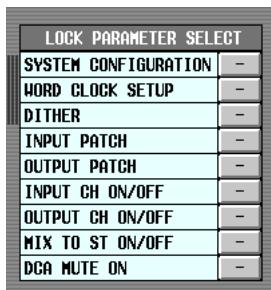 LOCK PARAMETER SELECT
SYSTEM CONFIGURATION -
WORD CLOCK SETUP -
DITHER -
INPUT PATCH -
OUTPUT PATCH -
INPUT CH ON/OFF -
OUTPUT CH ON/OFF -
MIX TO ST ON/OFF -
DCA MUTE ON -